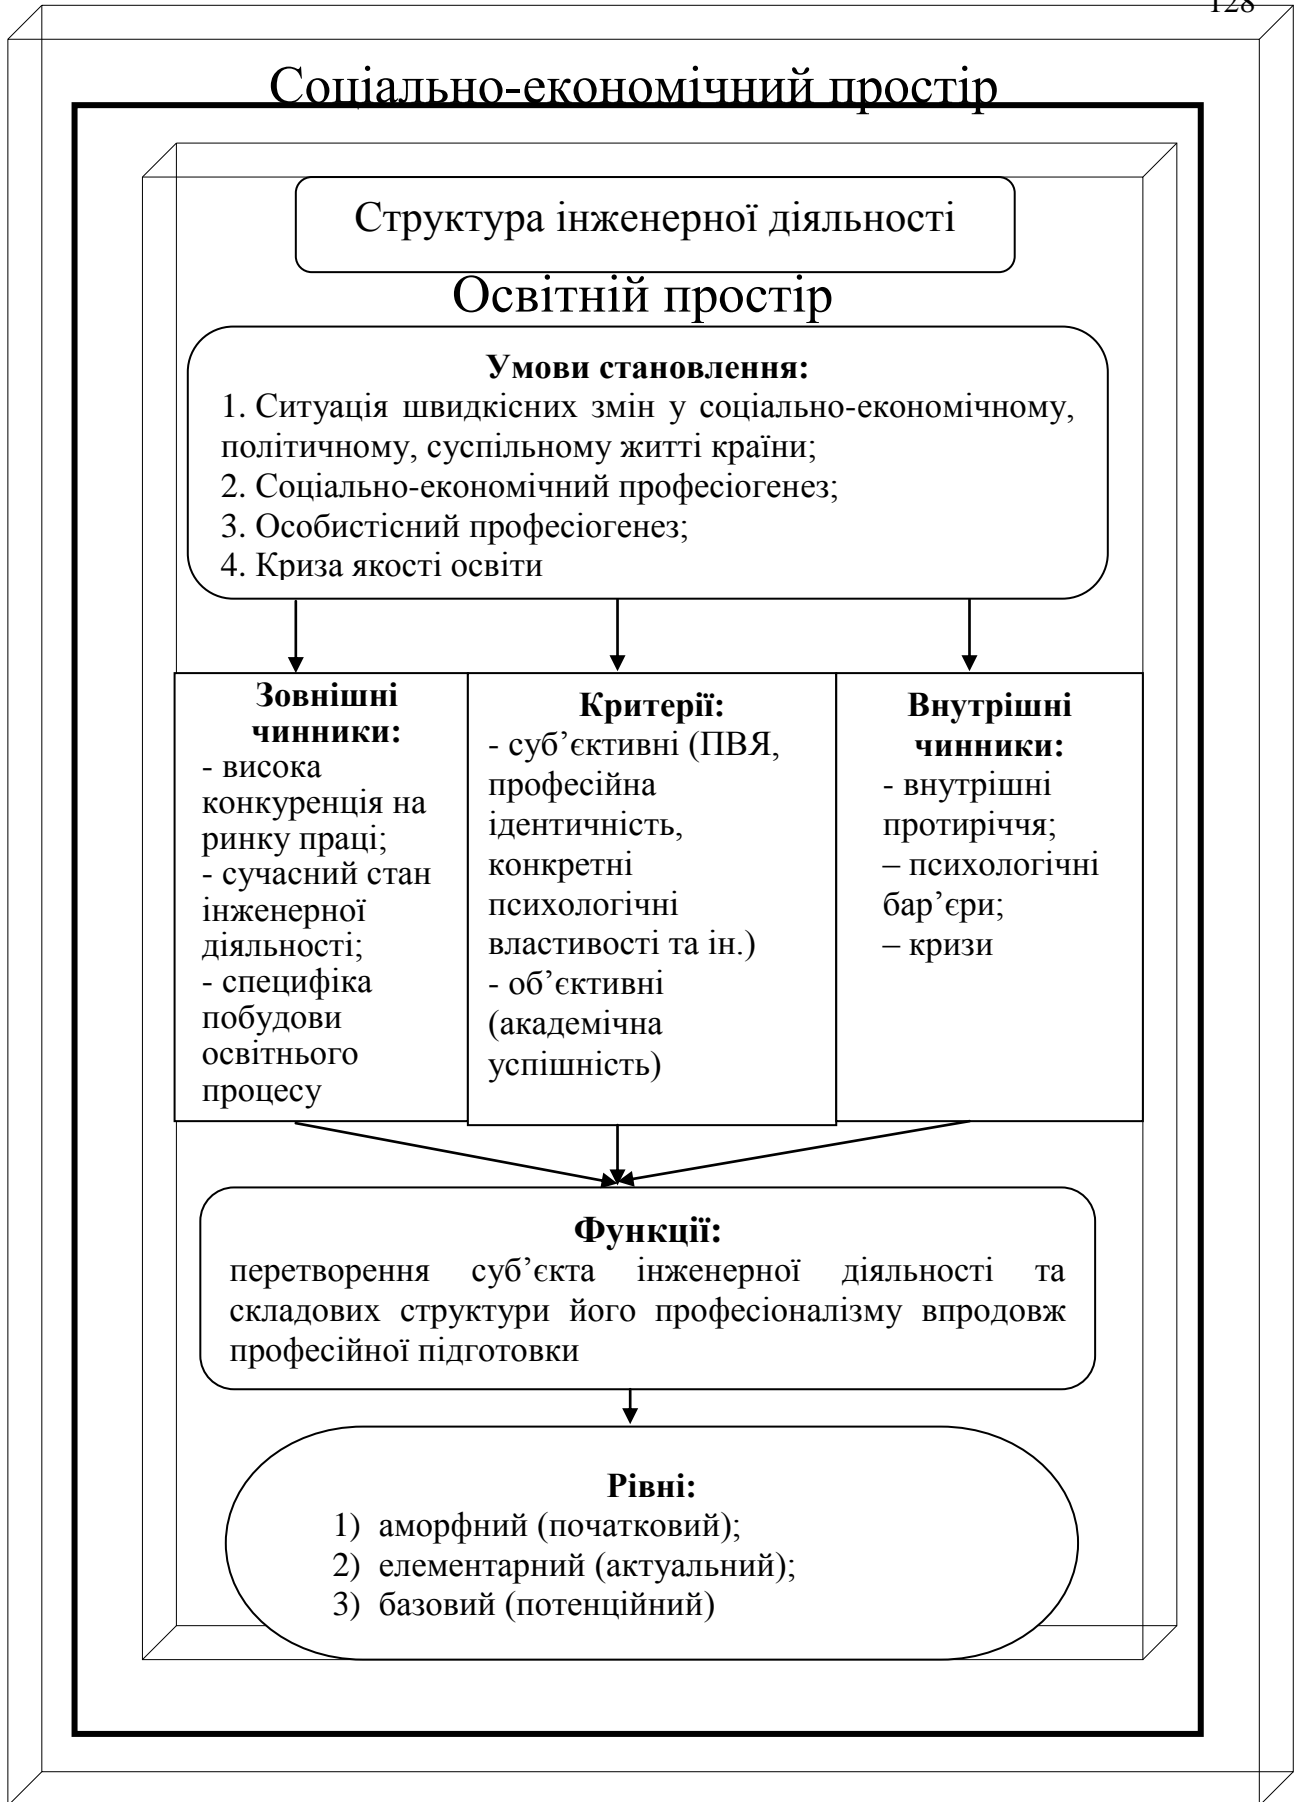 128
Соціально-економічний простір
Структура інженерної діяльності
Освітній простір
Умови становлення:
1. Ситуація швидкісних змін у соціально-економічному,
політичному, суспільному житті країни;
2. Соціально-економічний професіогенез;
3. Особистісний професіогенез;
4. Криза якості освіти
Зовнішні
чинники:
- висока
конкуренція на
ринку праці;
- сучасний стан
інженерної
діяльності;
- специфіка
побудови
освітнього
процесу
Критерії:
- суб’єктивні (ПВЯ,
професійна
ідентичність,
конкретні
психологічні
властивості та ін.)
- об’єктивні
(академічна
успішність)
Внутрішні
чинники:
- внутрішні
протиріччя;
– психологічні
бар’єри;
– кризи
Функції:
перетворення суб’єкта інженерної діяльності та
складових структури його професіоналізму впродовж
професійної підготовки
Рівні:
1) аморфний (початковий);
2) елементарний (актуальний);
3) базовий (потенційний)